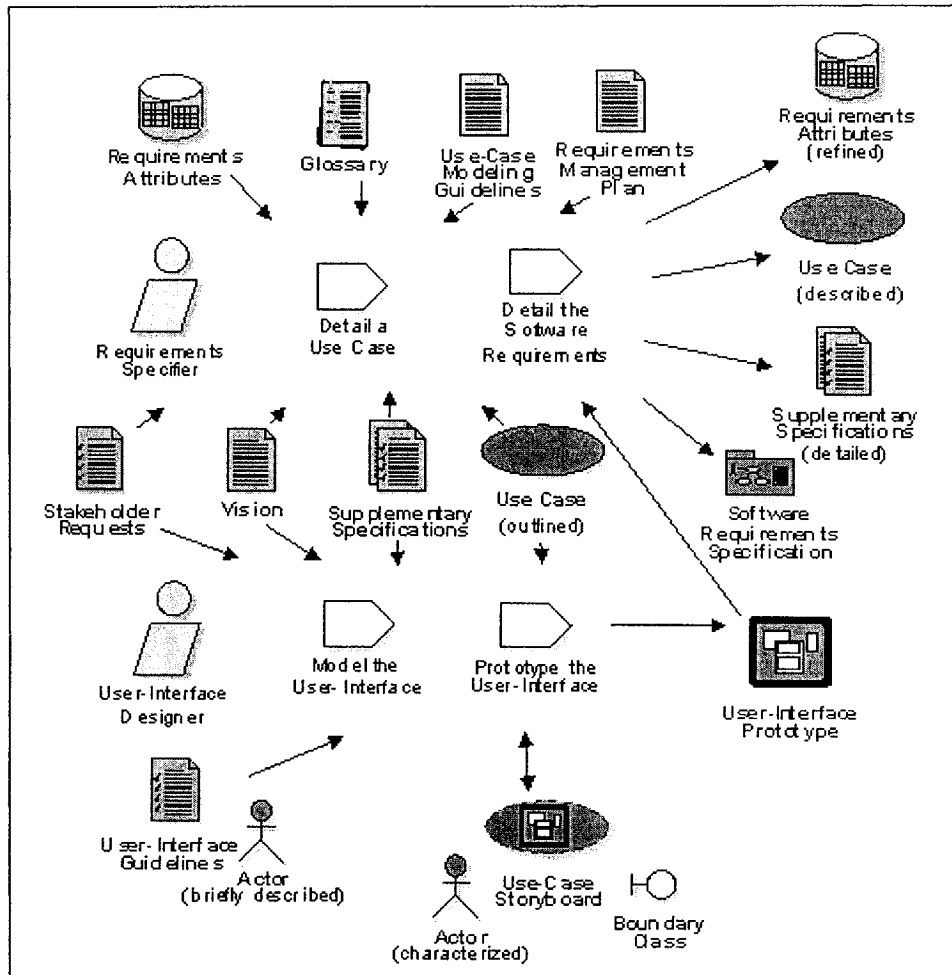 Requirements
Attributes
Glossary
Use-Case
Modeling
Guidelines
Requirements
Management
Plan
Requirements
Attributes
(refined)
Use Case
(described)
Requirements
Specifier
Detail a
Use Case
Detail the
Software
Requirements
Supplementary
Specifications
(detailed)
Stakeholder
Requests
Vision
Supplementary
Specifications
Use Case
(outlined)
Software
Requirements
Specification
User-Interface
Designer
Model the
User-Interface
Prototype the
User-Interface
User-Interface
Prototype
User-Interface
Guidelines
Actor
(briefly described)
Actor
(characterized)
Use-Case
Storyboard
Boundary
Class